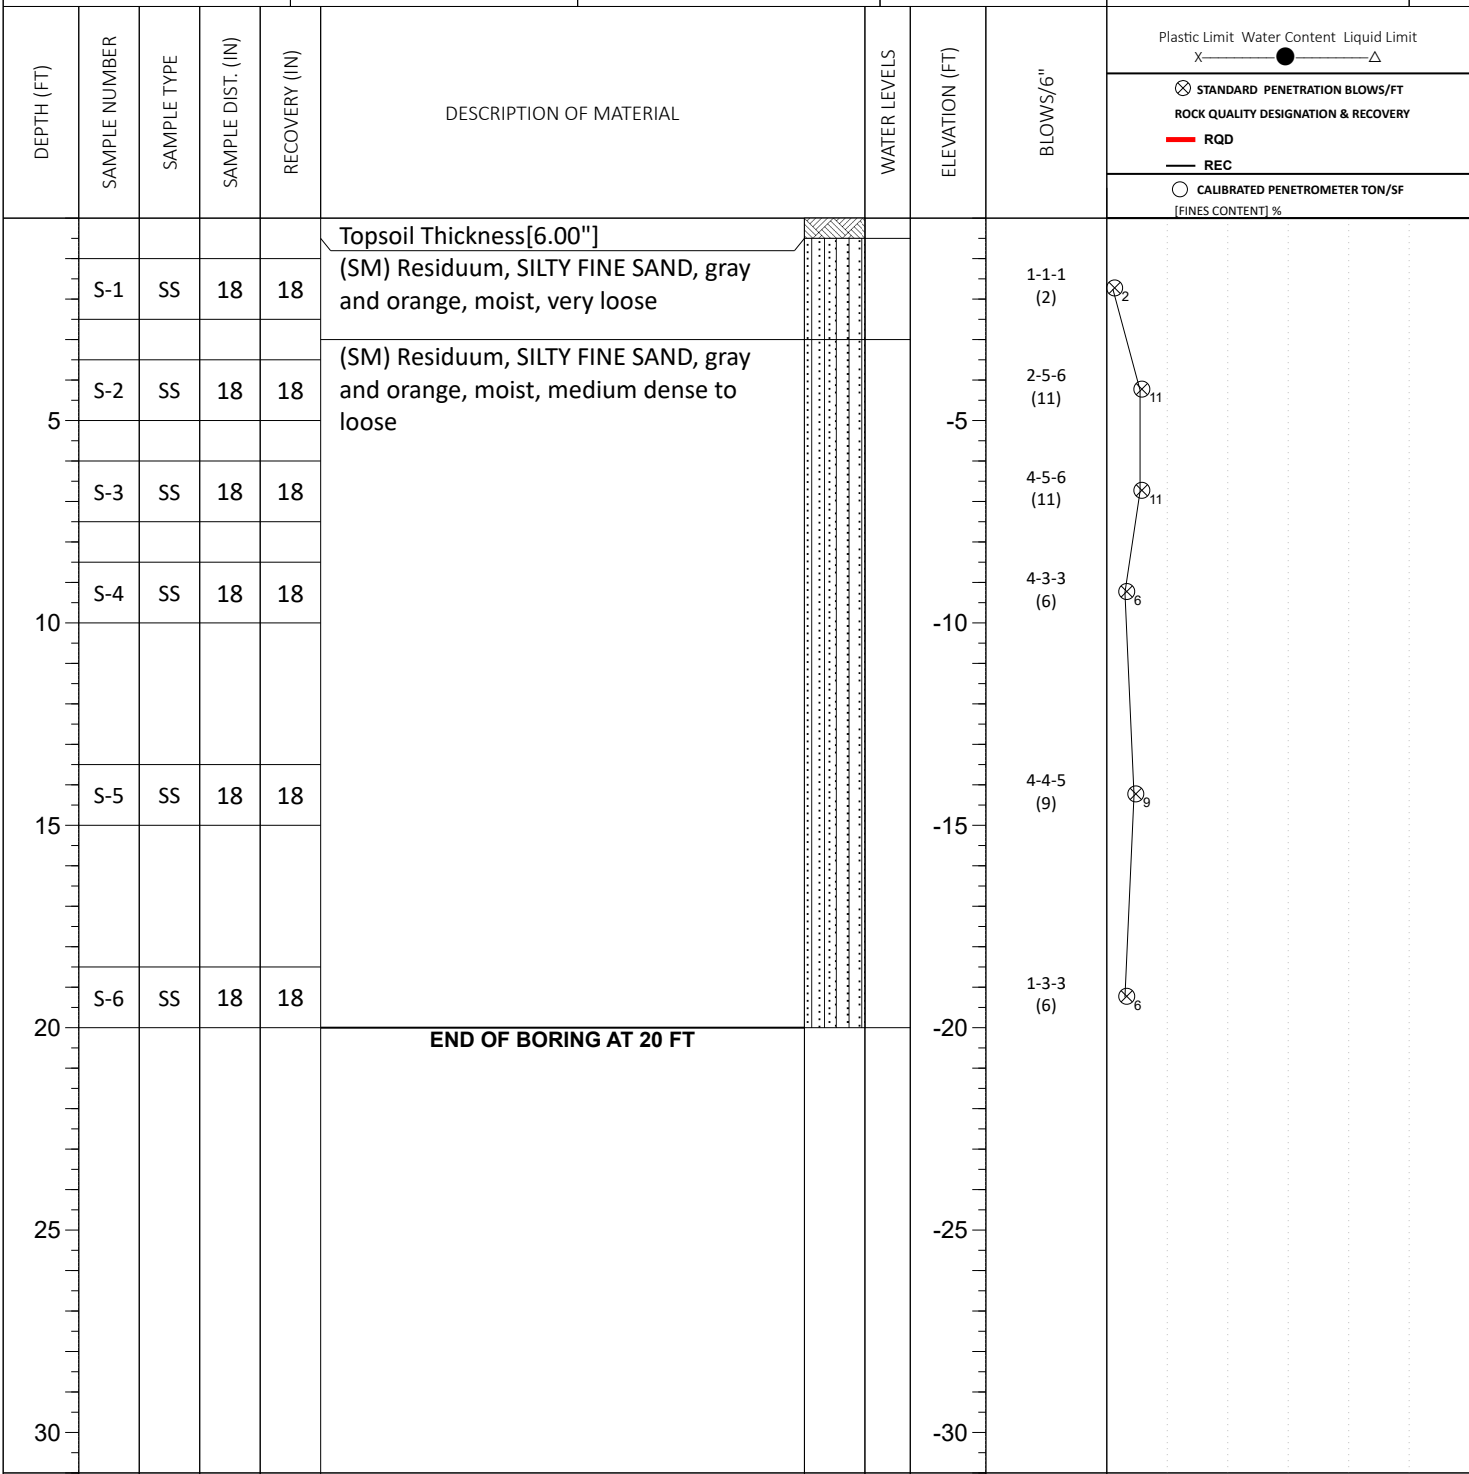 DEPTH (FT)
SAMPLE NUMBER
SAMPLE TYPE
SAMPLE DIST. (IN)
RECOVERY (IN)
DESCRIPTION OF MATERIAL
WATER LEVELS
ELEVATION (FT)
BLOWS/6"
Plastic Limit Water Content Liquid Limit
X
STANDARD PENETRATION BLOWS/FT
ROCK QUALITY DESIGNATION & RECOVERY
RQD
REC
CALIBRATED PENETROMETER TON/SF
[FINES CONTENT] %
Topsoil Thickness[6.00"]
(SM) Residuum, SILTY FINE SAND, gray
and orange, moist, very loose
S-1 SS 18 18
1-1-1
(2)
2
(SM) Residuum, SILTY FINE SAND, gray
and orange, moist, medium dense to
loose
S-2 SS 18 18
2-5-6
(11)
11
5 -5
S-3 SS 18 18
4-5-6
(11)
11
S-4 SS 18 18
4-3-3
(6)
6
10 -10
S-5 SS 18 18
4-4-5
(9)
9
15 -15
S-6 SS 18 18
1-3-3
(6)
6
20 -20
END OF BORING AT 20 FT
25 -25
30 -30